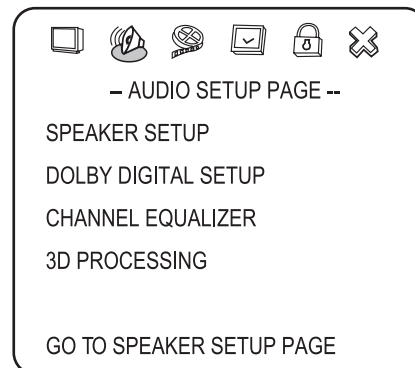 – AUDIO SETUP PAGE --
SPEAKER SETUP
DOLBY DIGITAL SETUP
CHANNEL EQUALIZER
3D PROCESSING
GO TO SPEAKER SETUP PAGE